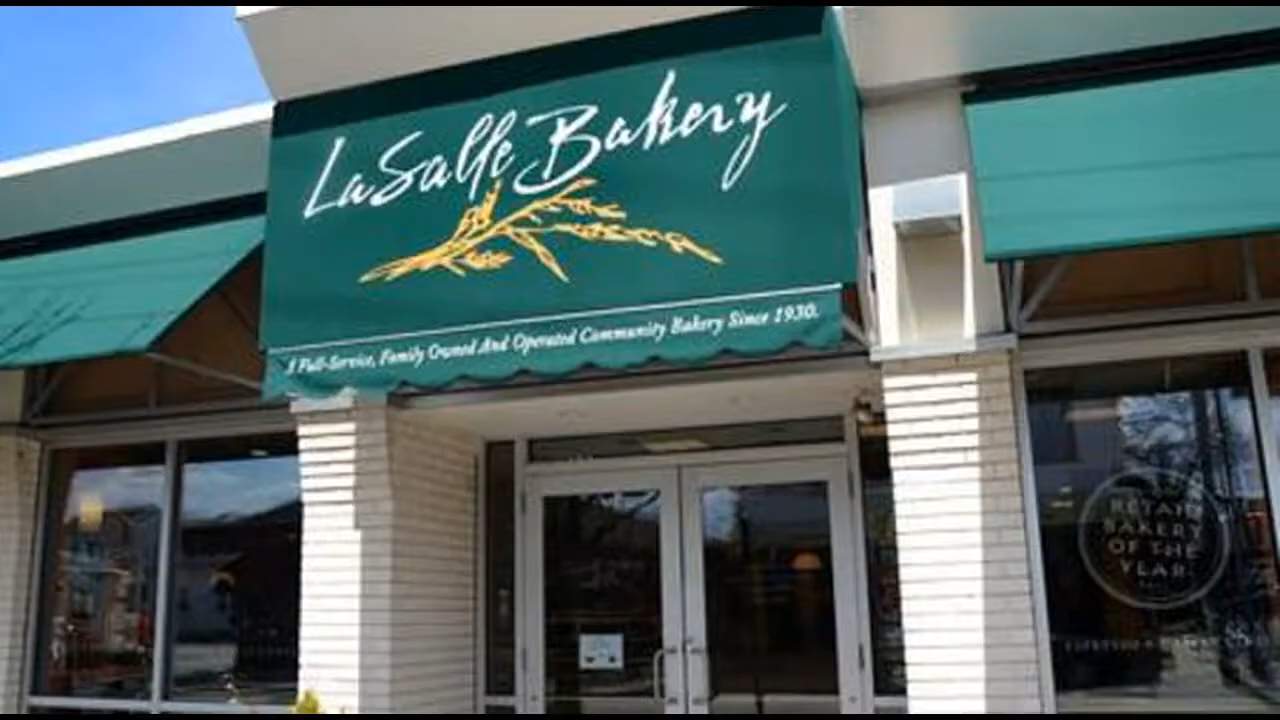 LaSalle Bakery
A Full-Service, Family Owned And Operated Community Bakery Since 1930.
RETAIL
BAKERY
OF THE
YEAR